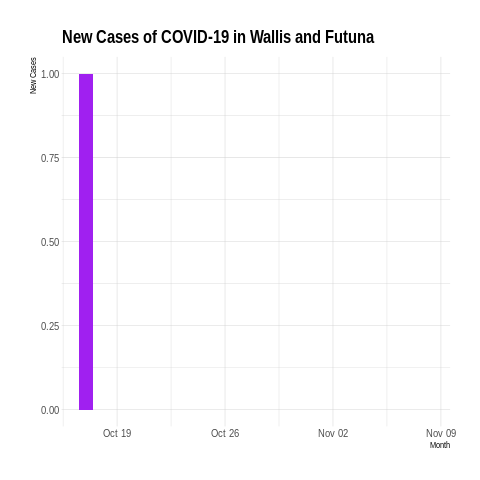 New Cases of COVID-19 in Wallis and Futuna
New Cases
1.00
0.75
0.50
0.25
0.00
Oct 19 Oct 26 Nov 02 Nov 09
Month